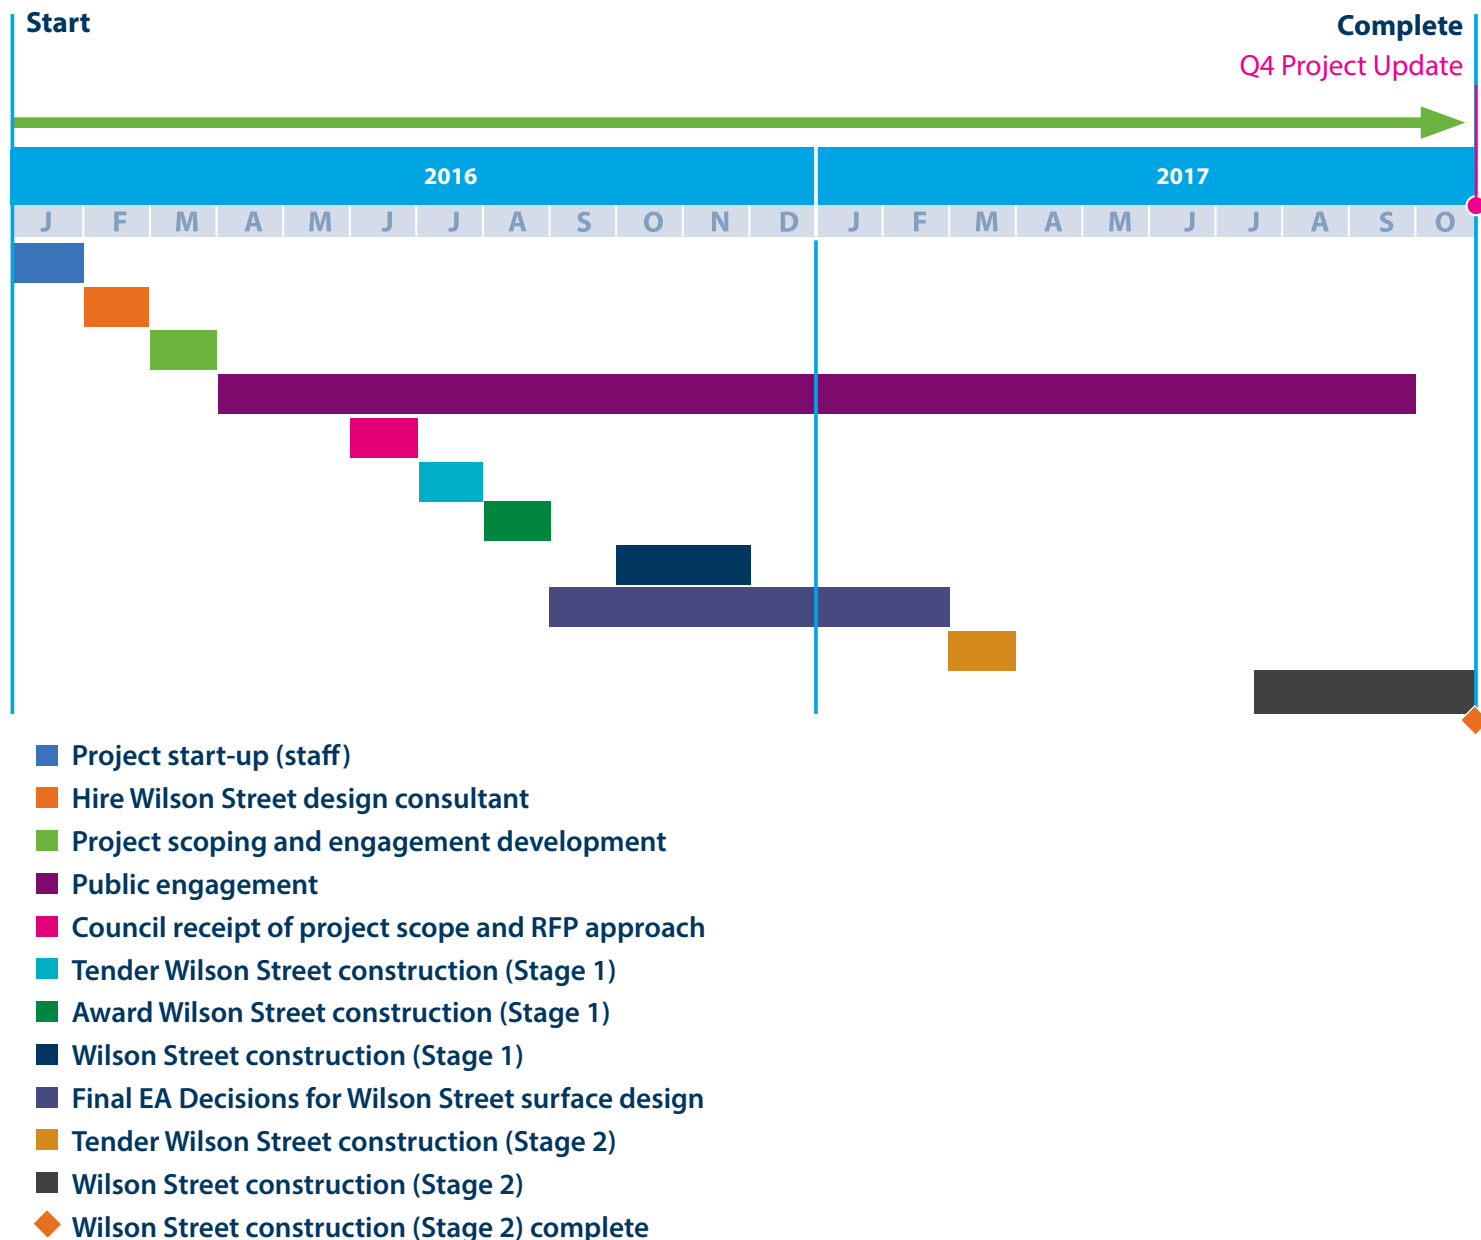 Start
Complete
Q4 Project Update
2016 2017
J F M A M J J A S O N D J F M A M J J A S O
Project start-up (staff)
Hire Wilson Street design consultant
Project scoping and engagement development
Public engagement
Council receipt of project scope and RFP approach
Tender Wilson Street construction (Stage 1)
Award Wilson Street construction (Stage 1)
Wilson Street construction (Stage 1)
Final EA Decisions for Wilson Street surface design
Tender Wilson Street construction (Stage 2)
Wilson Street construction (Stage 2)
Wilson Street construction (Stage 2) complete